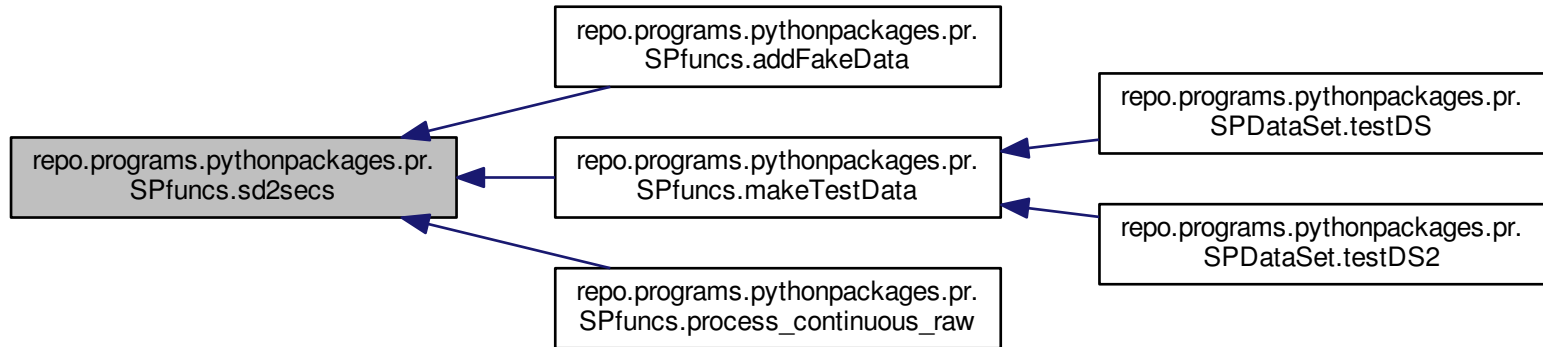 repo.programs.pythonpackages.pr.
SPfuncs.sd2secs
repo.programs.pythonpackages.pr.
SPfuncs.addFakeData
repo.programs.pythonpackages.pr.
SPfuncs.makeTestData
repo.programs.pythonpackages.pr.
SPfuncs.process_continuous_raw
repo.programs.pythonpackages.pr.
SPDataSet.testDS
repo.programs.pythonpackages.pr.
SPDataSet.testDS2